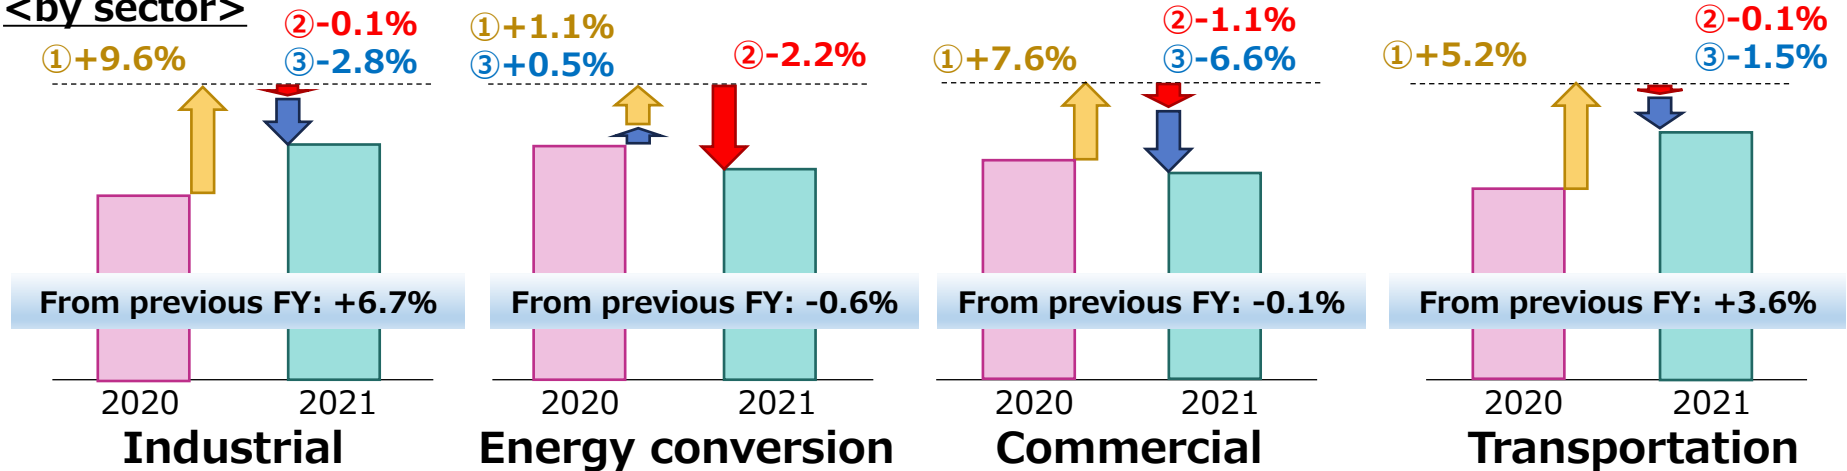 <by sector>
①+9.6%
②-0.1%
③-2.8%
From previous FY: +6.7%
2020 2021
Industrial
①+1.1%
③+0.5%
②-2.2%
From previous FY: -0.6%
2020 2021
Energy conversion
①+7.6%
②-1.1%
③-6.6%
From previous FY: -0.1%
2020 2021
Commercial
①+5.2%
②-0.1%
③-1.5%
From previous FY: +3.6%
2020 2021
Transportation